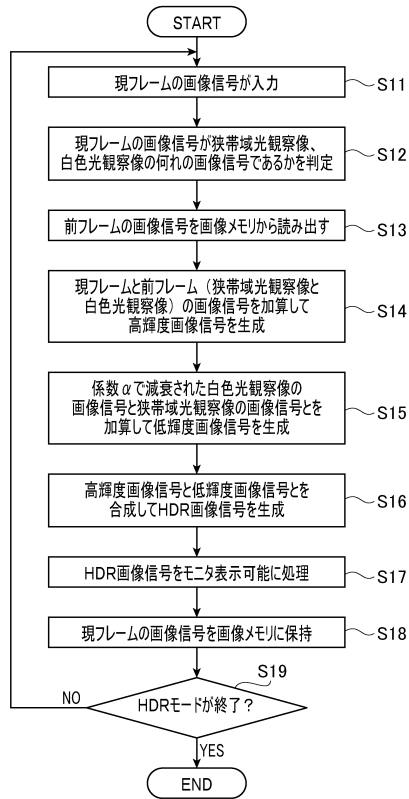 START
現フレームの画像信号が入力
S11
現フレームの画像信号が狭帯域光観察像、
白色光観察像の何れの画像信号であるかを判定
S12
前フレームの画像信号を画像メモリから読み出す
S13
現フレームと前フレーム（狭帯域光観察像と
白色光観察像）の画像信号を加算して
高輝度画像信号を生成
S14
係数αで減衰された白色光観察像の
画像信号と狭帯域光観察像の画像信号とを
加算して低輝度画像信号を生成
S15
高輝度画像信号と低輝度画像信号とを
合成してHDR画像信号を生成
S16
HDR画像信号をモニタ表示可能に処理
S17
現フレームの画像信号を画像メモリに保持
S18
S19
HDRモードが終了？
NO
YES
END